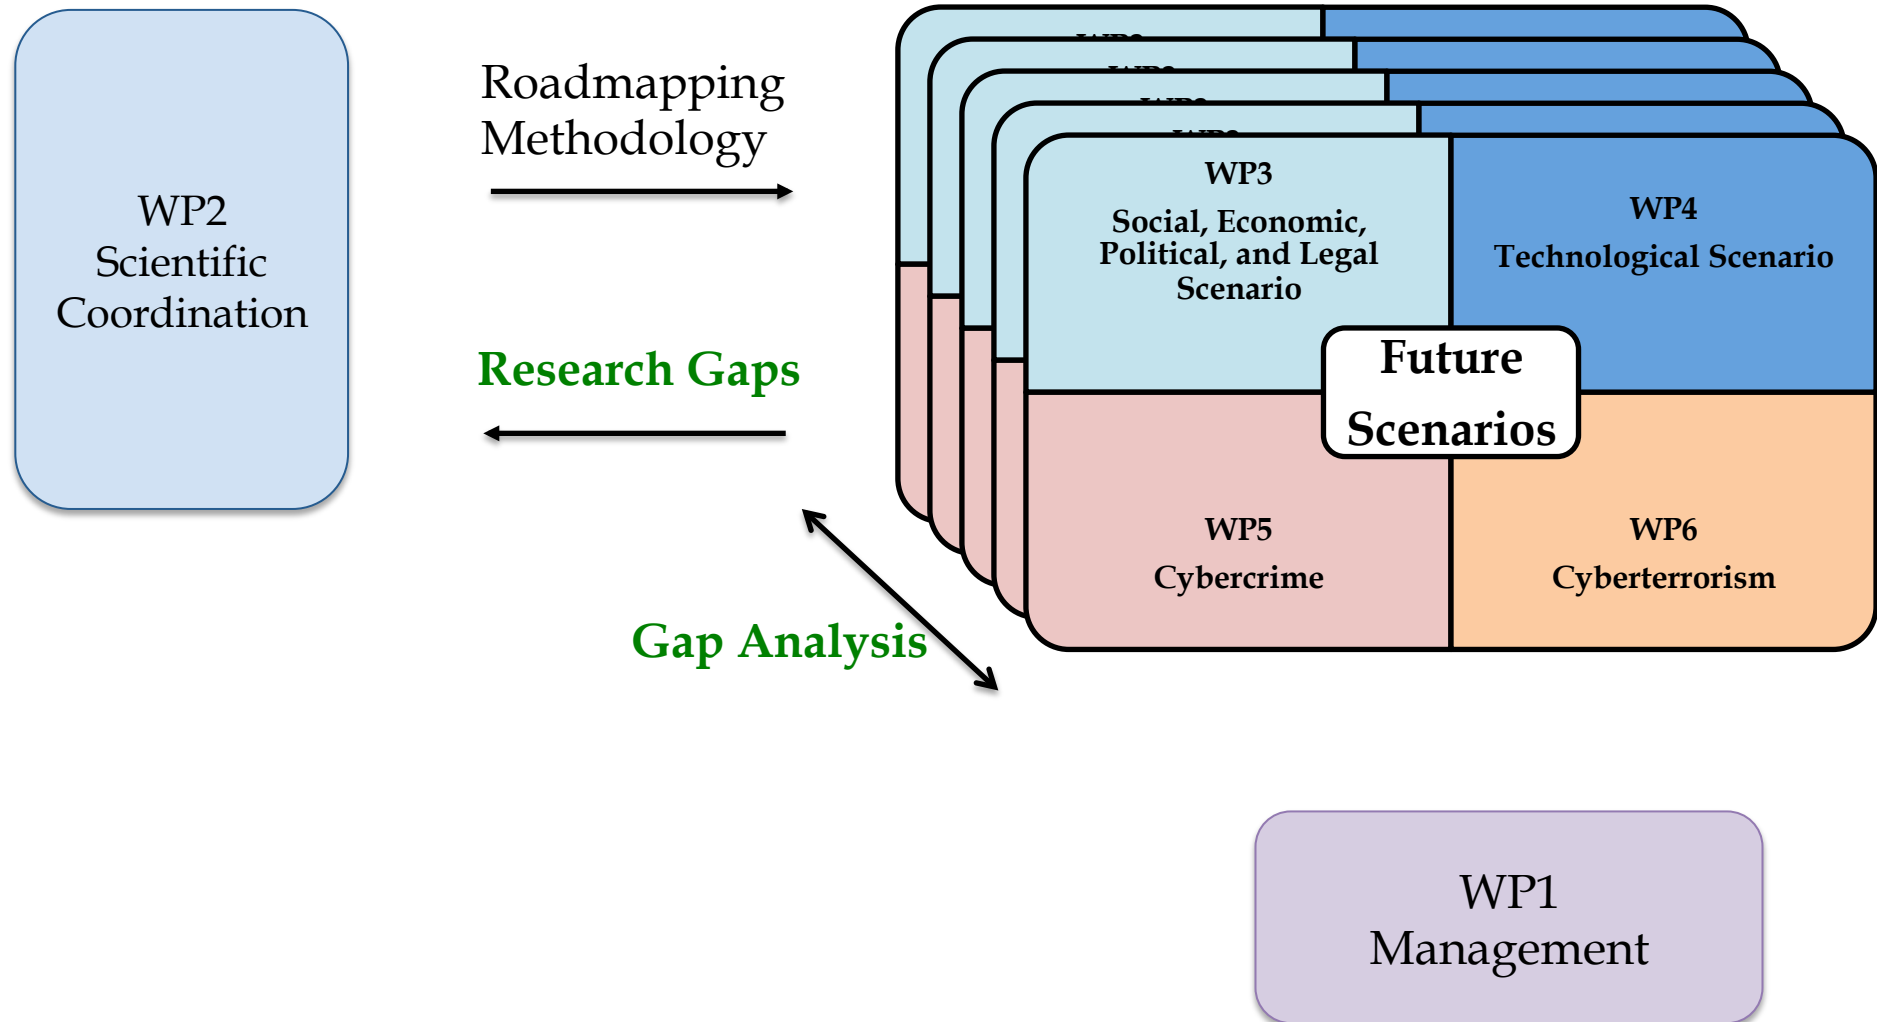 WP2
Scientific
Coordination
Roadmapping
Methodology
Research Gaps
Gap Analysis
WP3
Social, Economic,
Political, and Legal
Scenario
WP4
Technological Scenario
Future
Scenarios
WP5
Cybercrime
WP6
Cyberterrorism
WP1
Management